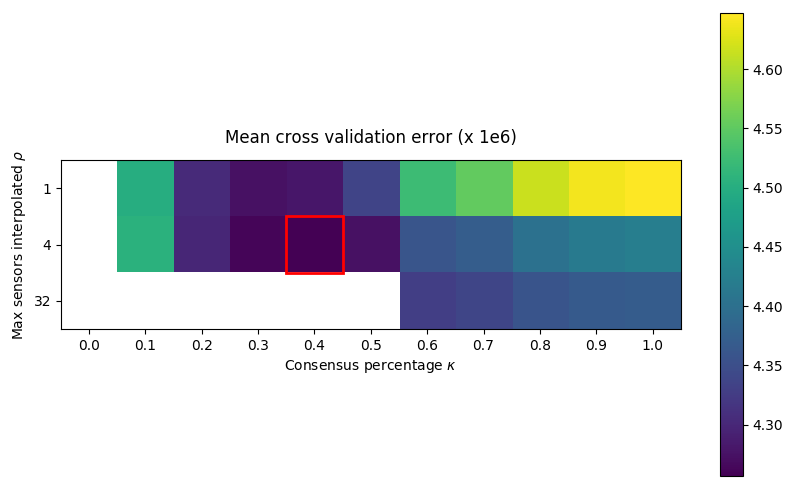 Mean cross validation error (x 1e6)
Max sensors interpolated ρ
1
4
32
0.0 0.1 0.2 0.3 0.4 0.5 0.6 0.7 0.8 0.9 1.0
Consensus percentage κ
4.60
4.55
4.50
4.45
4.40
4.35
4.30